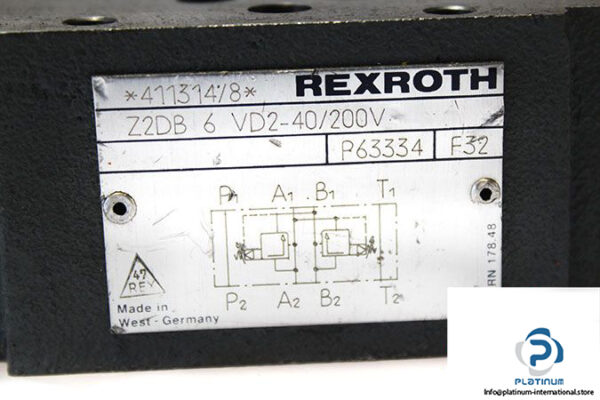 *411314/8* REXROTH
Z2DB 6 VD2-40/200V
P63334 F32
P1 A1 B1 T1
P2 A2 B2 T2
47
REX
Made in
West-Germany
RN 178.48
PLATINUM
Info@platinum-international.store